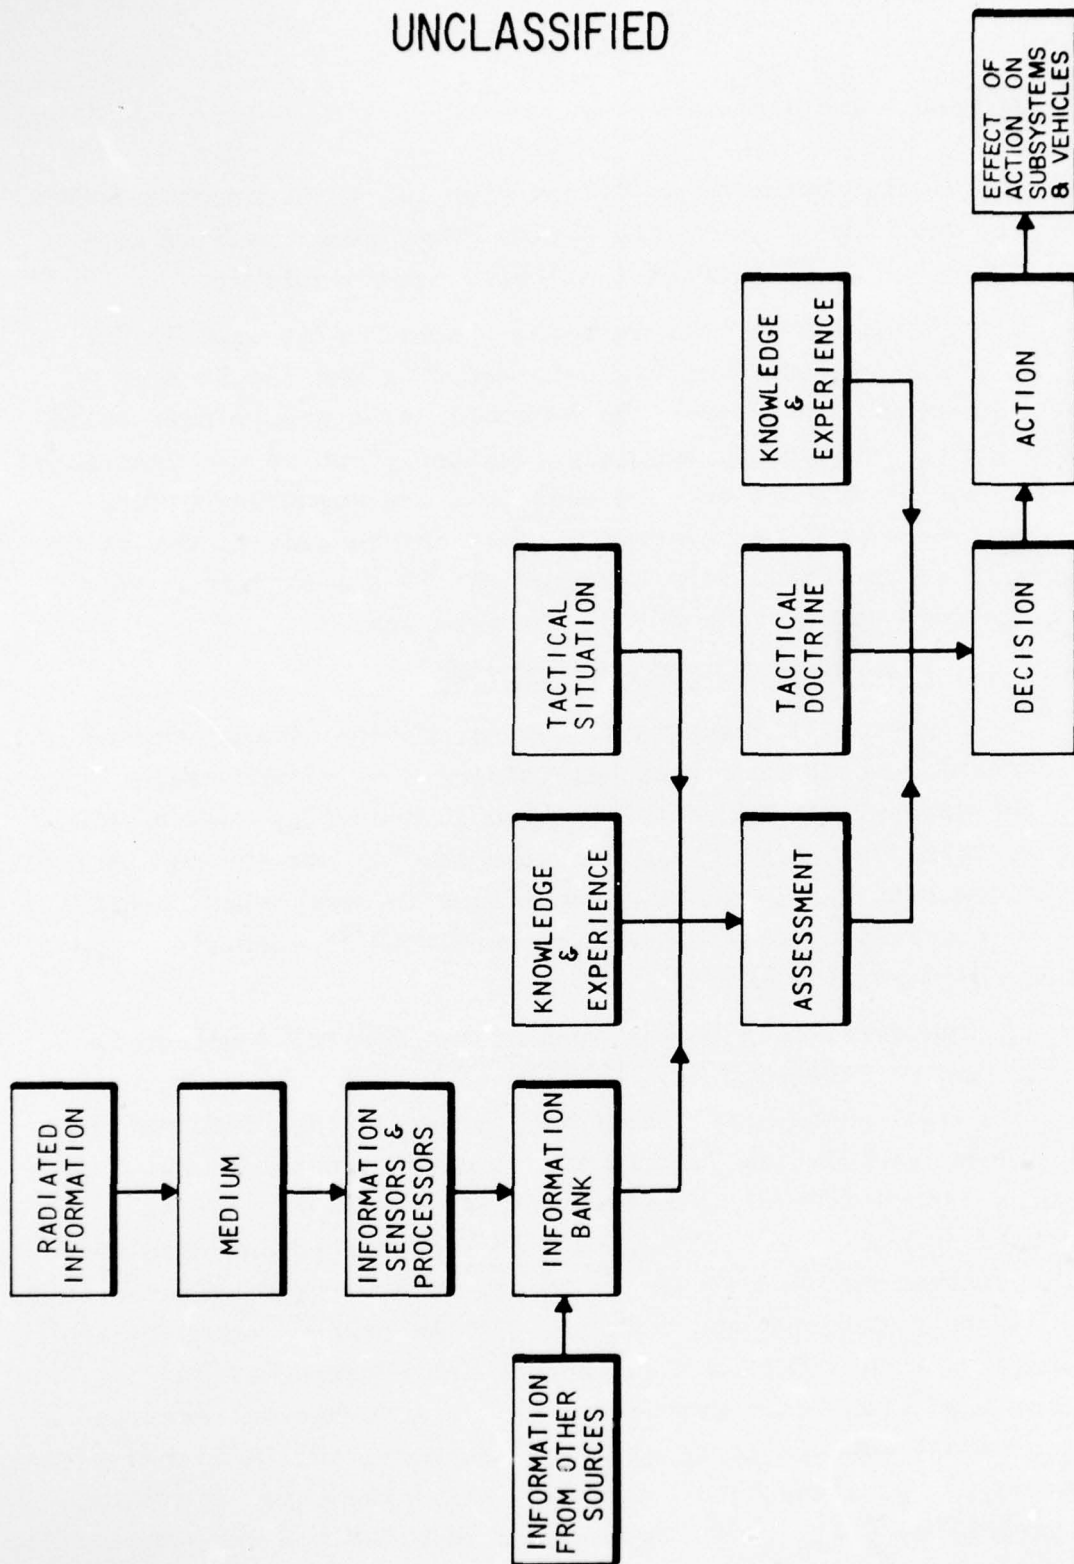 UNCLASSIFIED
RADIATED
INFORMATION
MEDIUM
INFORMATION
SENSORS &
PROCESSORS
INFORMATION
FROM OTHER
SOURCES
INFORMATION
BANK
KNOWLEDGE
&
EXPERIENCE
TACTICAL
SITUATION
ASSESSMENT
TACTICAL
DOCTRINE
KNOWLEDGE
&
EXPERIENCE
DECISION
ACTION
EFFECT OF
ACTION ON
SUBSYSTEMS
& VEHICLES